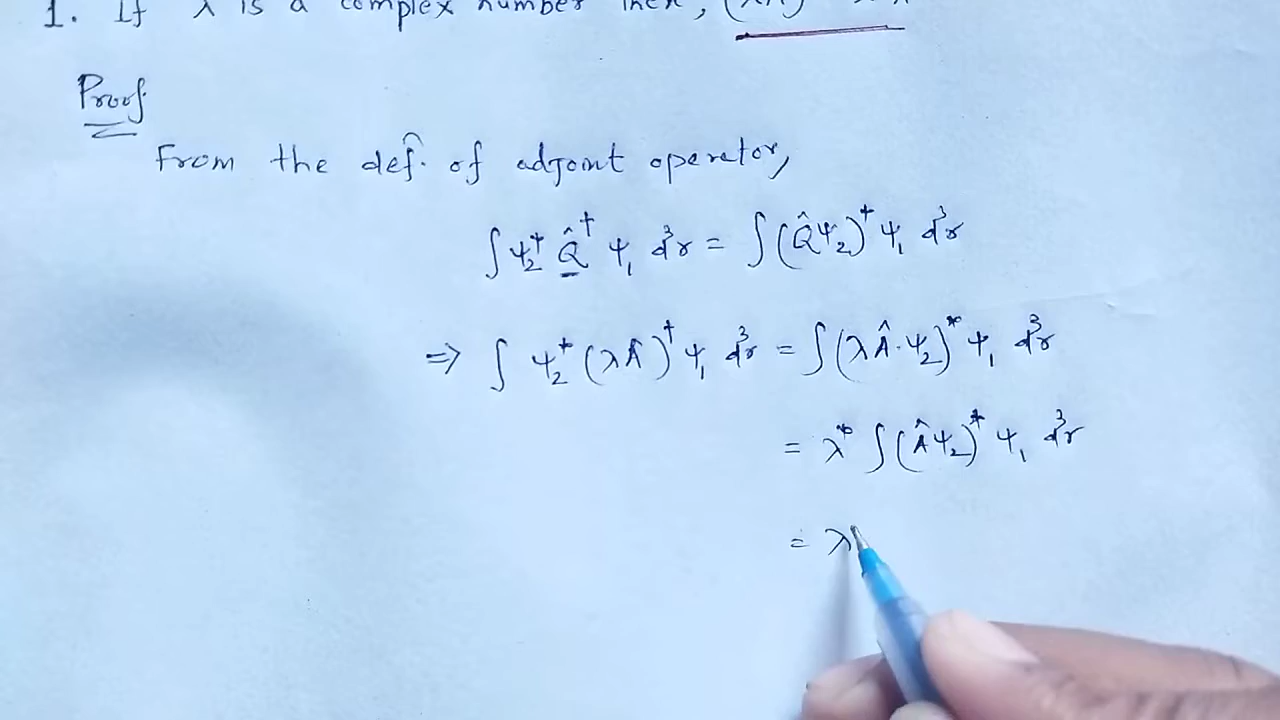 1. If λ is a complex number then,
Proof:
From the def. of adjoint operator,
∫ψ₂* Q̂† ψ₁ d³r = ∫(Q̂ψ₂)* ψ₁ d³r
⇒ ∫ ψ₂* (λÂ)† ψ₁ d³r = ∫(λÂ·ψ₂)* ψ₁ d³r
= λ* ∫(Âψ₂)* ψ₁ d³r
= λ